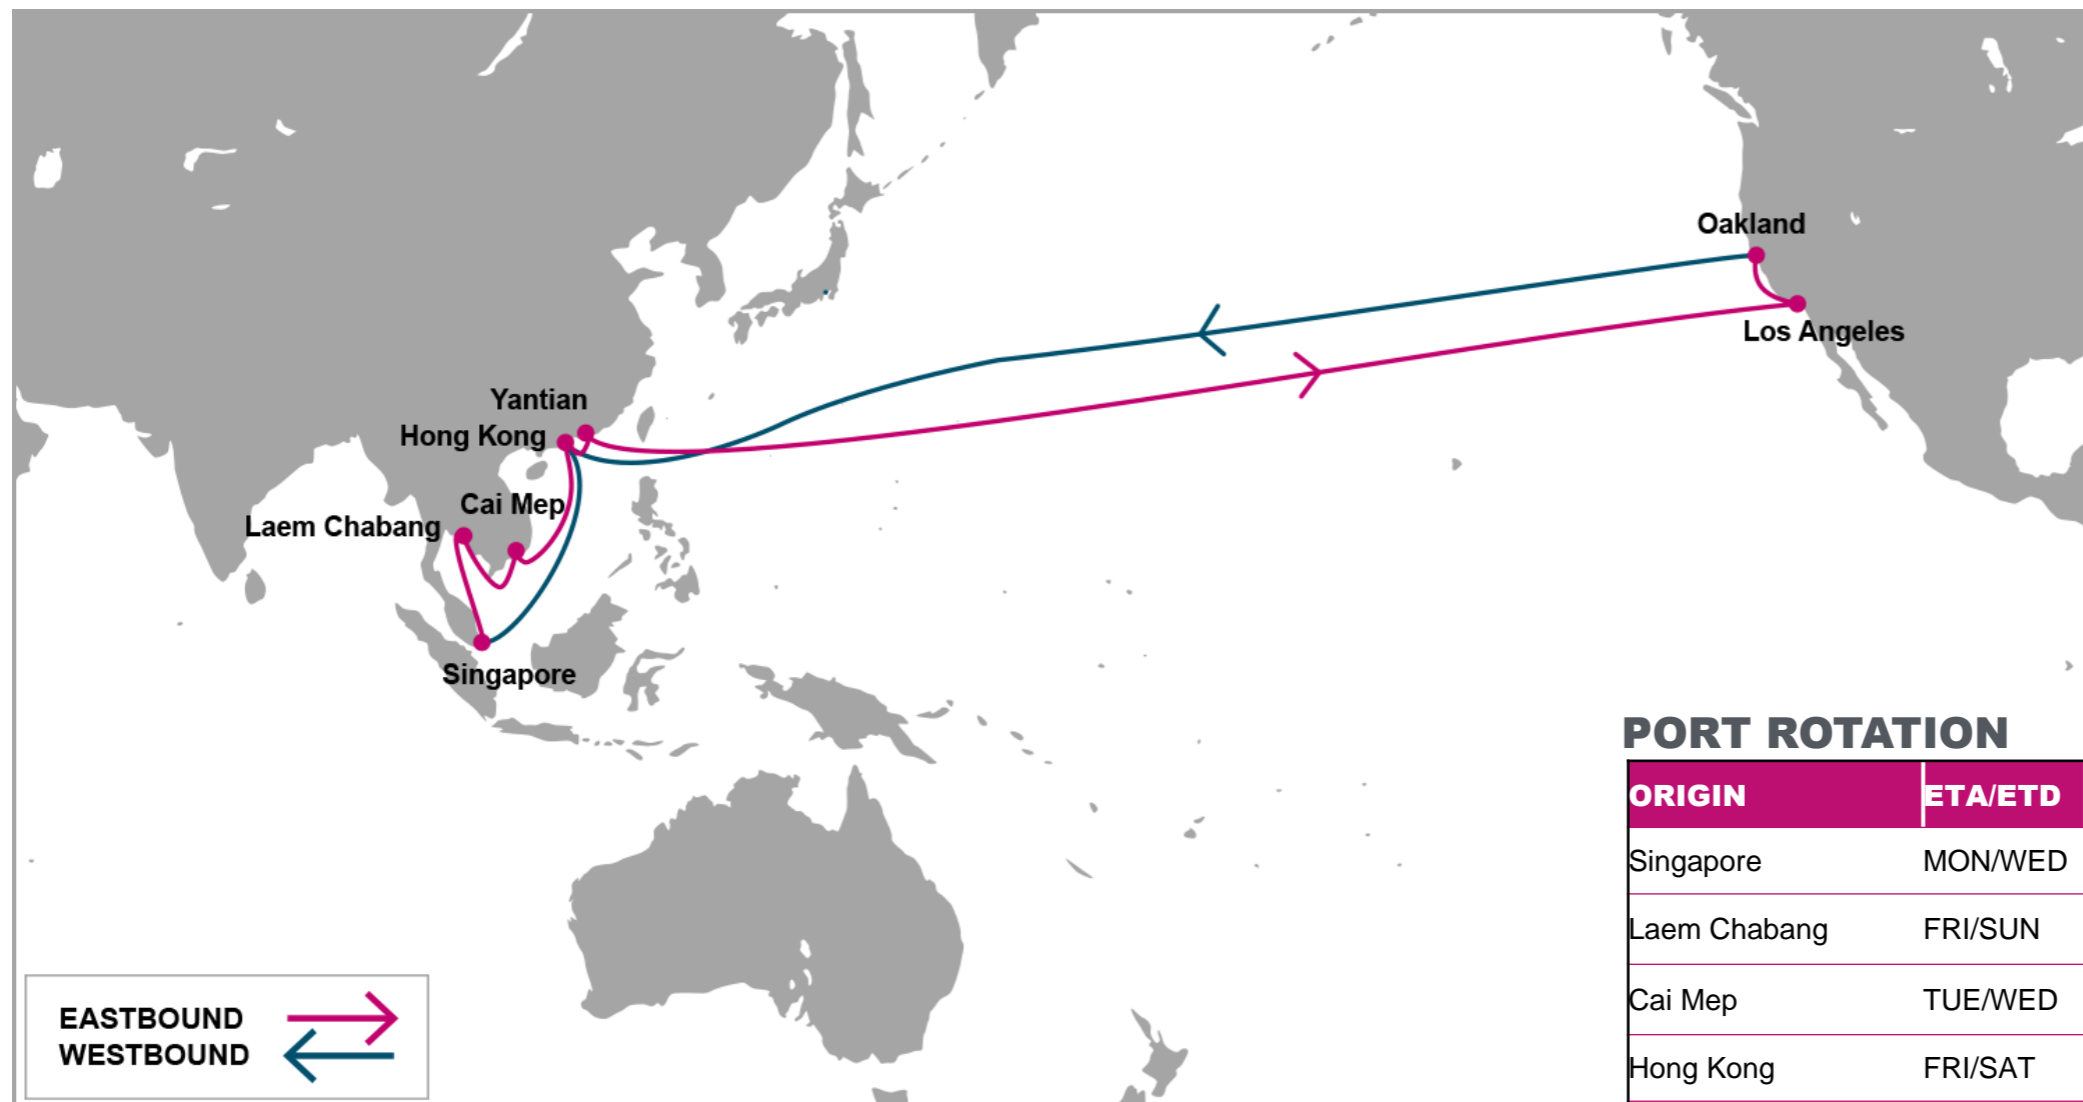 Oakland
Los Angeles
Yantian
Hong Kong
Cai Mep
Laem Chabang
Singapore
PORT ROTATION
ORIGIN ETA/ETD
Singapore MON/WED
Laem Chabang FRI/SUN
Cai Mep TUE/WED
Hong Kong FRI/SAT
EASTBOUND
WESTBOUND